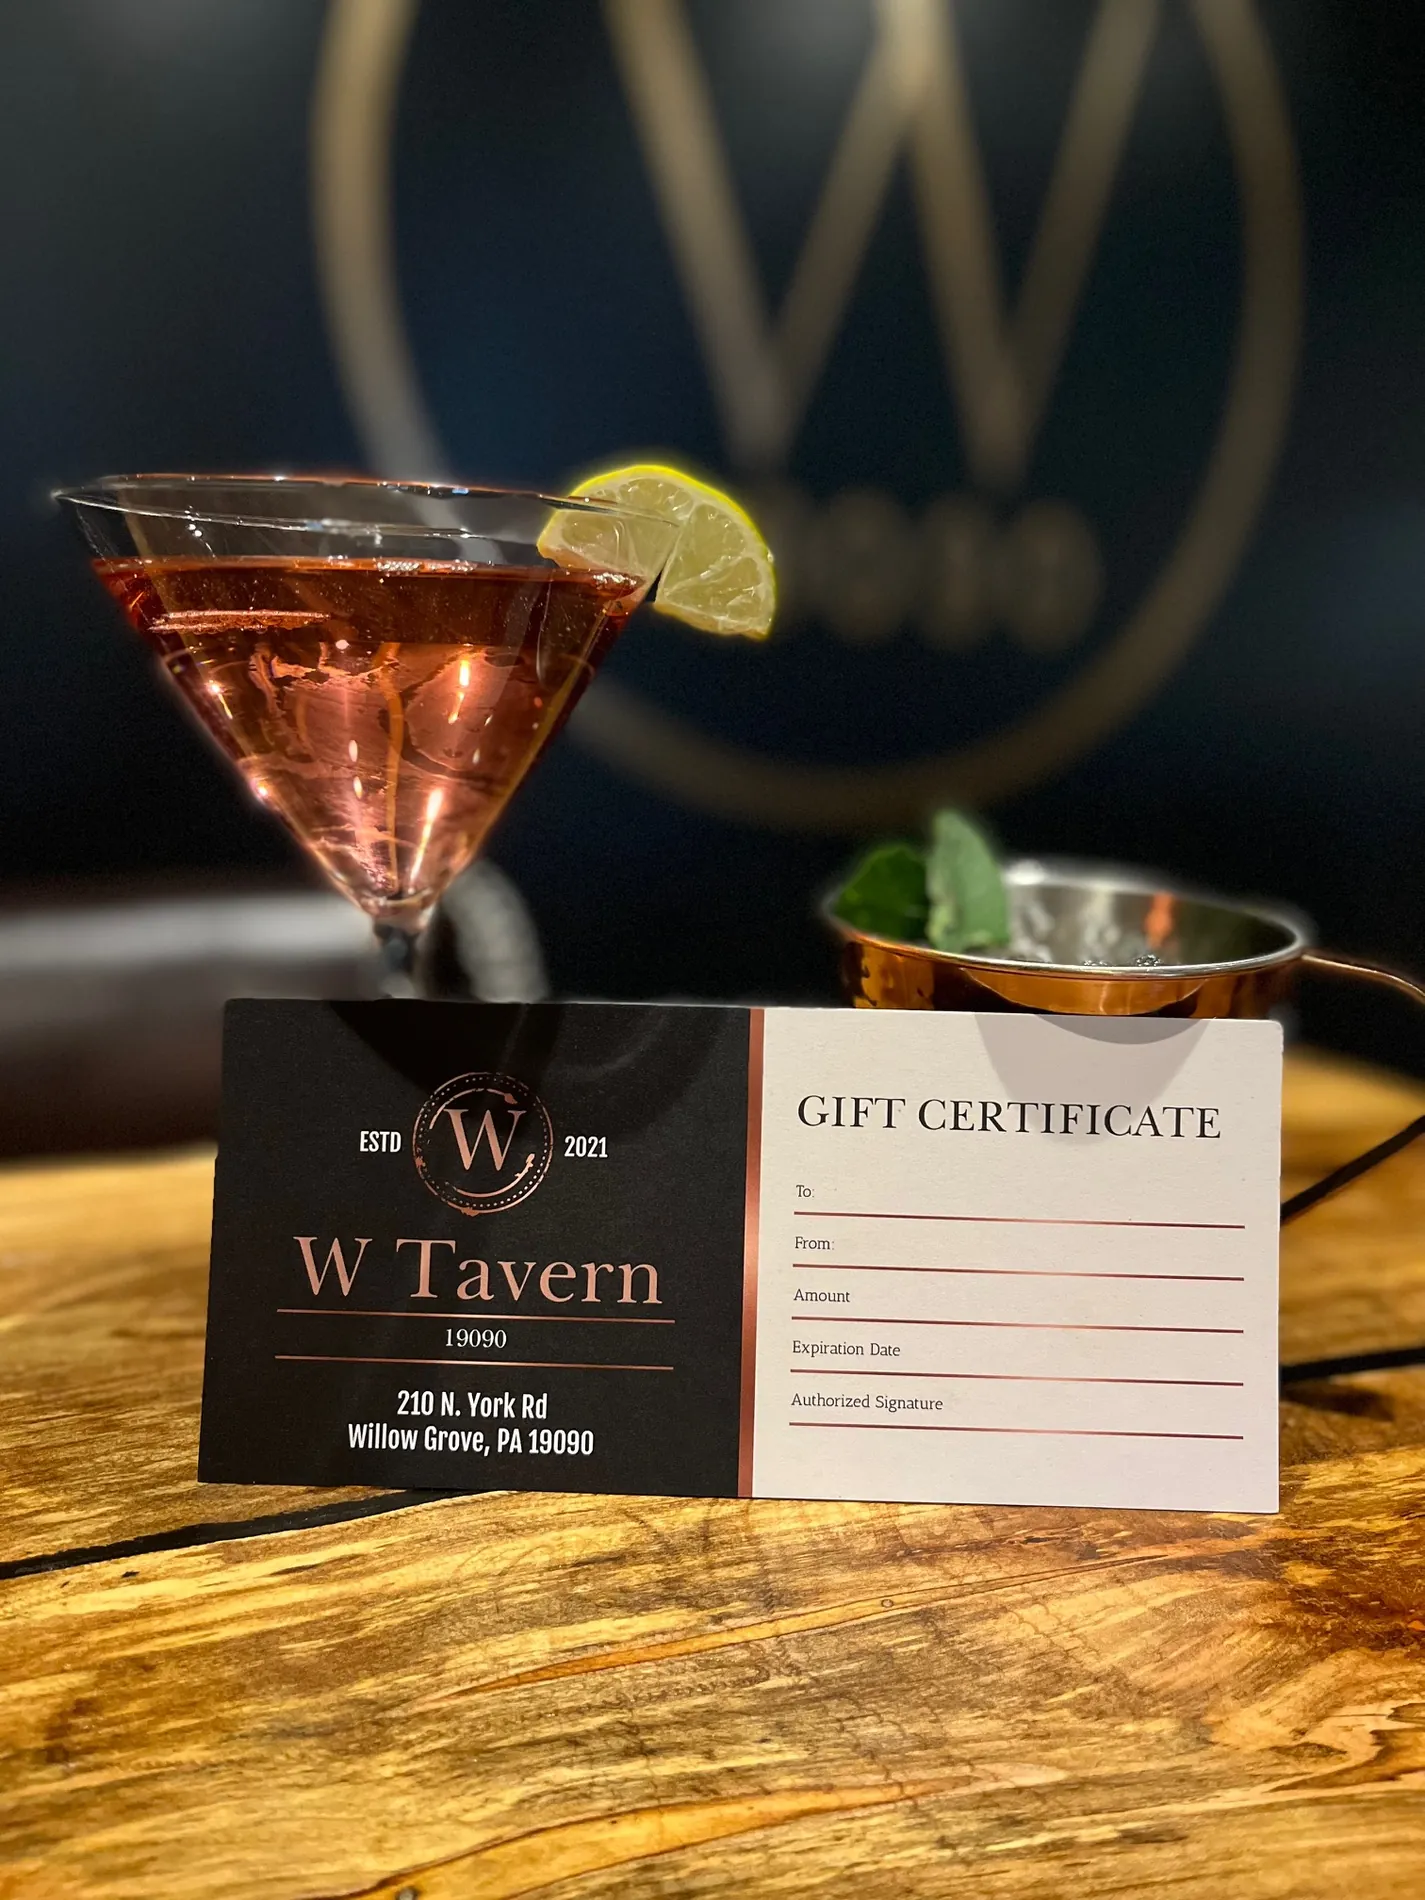 W
ESTD W 2021
W Tavern
19090
210 N. York Rd
Willow Grove, PA 19090
GIFT CERTIFICATE
To:
From:
Amount
Expiration Date
Authorized Signature